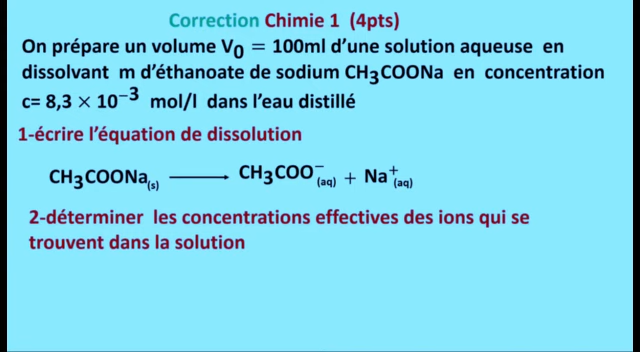 Correction Chimie 1 (4pts)
On prépare un volume V₀ = 100ml d'une solution aqueuse en
dissolvant m d'éthanoate de sodium CH₃COONa en concentration
c= 8,3 × 10⁻³ mol/l dans l'eau distillé
1-écrire l'équation de dissolution
CH₃COONa(s) ⟶ CH₃COO⁻(aq) + Na⁺(aq)
2-déterminer les concentrations effectives des ions qui se
trouvent dans la solution